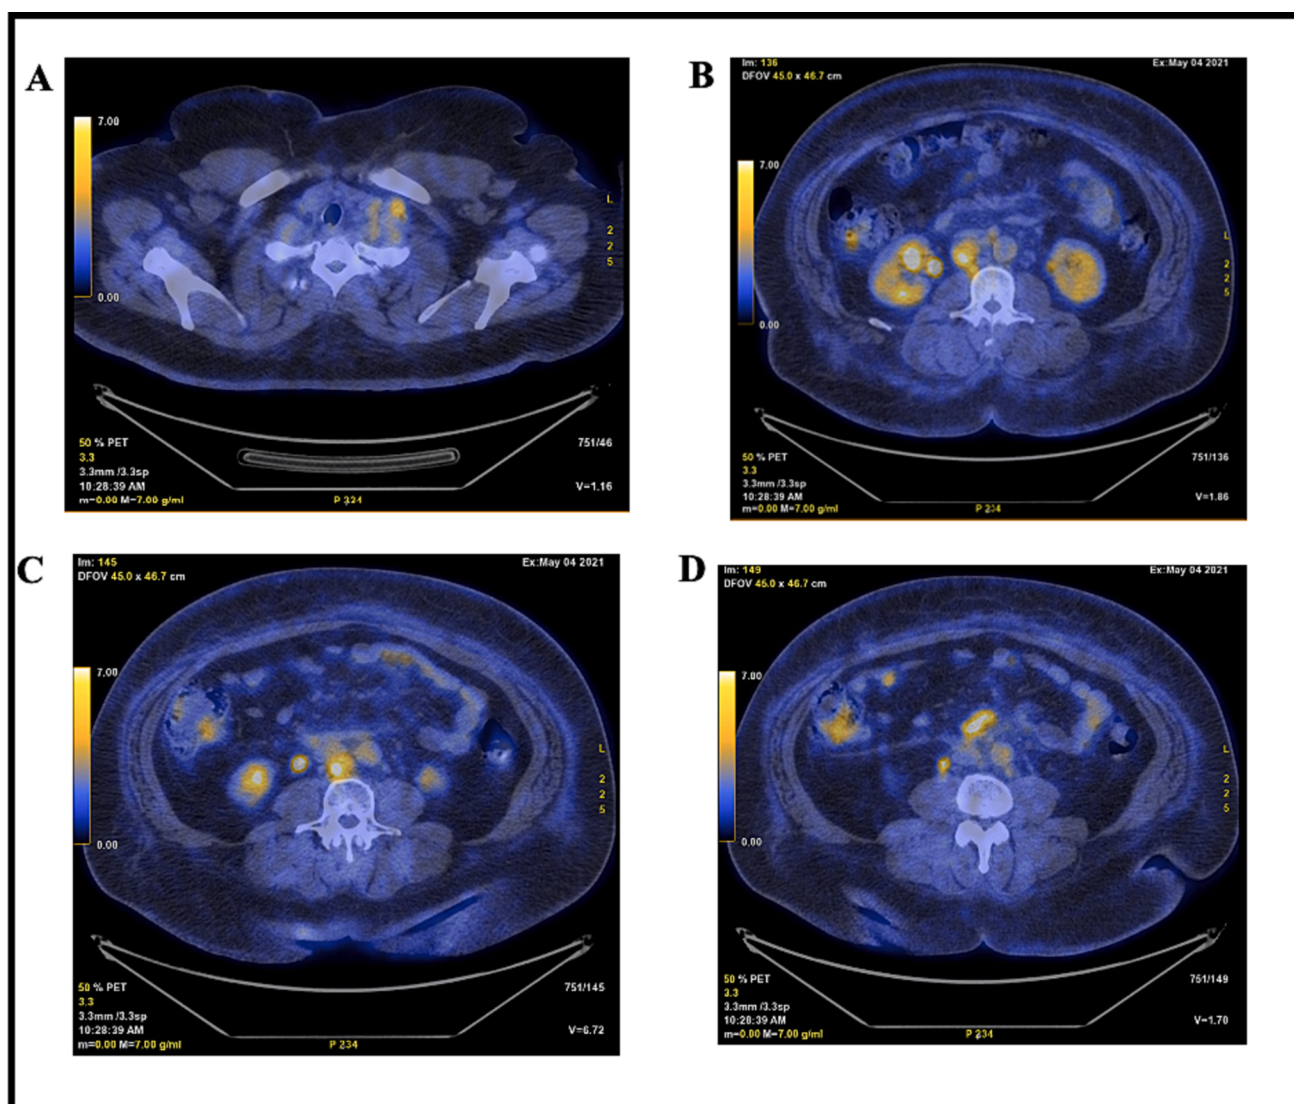 A
7.00
0.00
L
2
2
5
50 % PET
3.3
3.3mm /3.3sp
10:28:39 AM
m=0.00 M=7.00 g/ml
751/46
V=1.16
P 324
B
Im: 136
DFOV 45.0 x 46.7 cm
Ex:May 04 2021
7.00
0.00
L
2
2
5
50 % PET
3.3
3.3mm /3.3sp
10:28:39 AM
m=0.00 M=7.00 g/ml
751/136
V=1.86
P 234
C
Im: 145
DFOV 45.0 x 46.7 cm
Ex:May 04 2021
7.00
0.00
L
2
2
5
50 % PET
3.3
3.3mm /3.3sp
10:28:39 AM
m=0.00 M=7.00 g/ml
751/145
V=6.72
P 234
D
Im: 149
DFOV 45.0 x 46.7 cm
Ex:May 04 2021
7.00
0.00
L
2
2
5
50 % PET
3.3
3.3mm /3.3sp
10:28:39 AM
m=0.00 M=7.00 g/ml
751/149
V=1.70
P 234